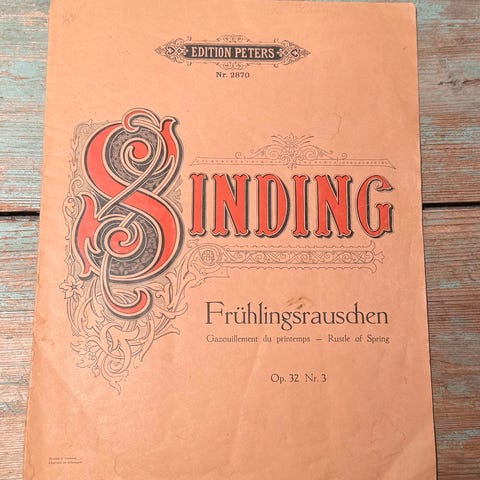 EDITION PETERS
Nr. 2870
SINDING
Frühlingsrauschen
Gazouillement du printemps — Rustle of Spring
Op. 32 Nr. 3